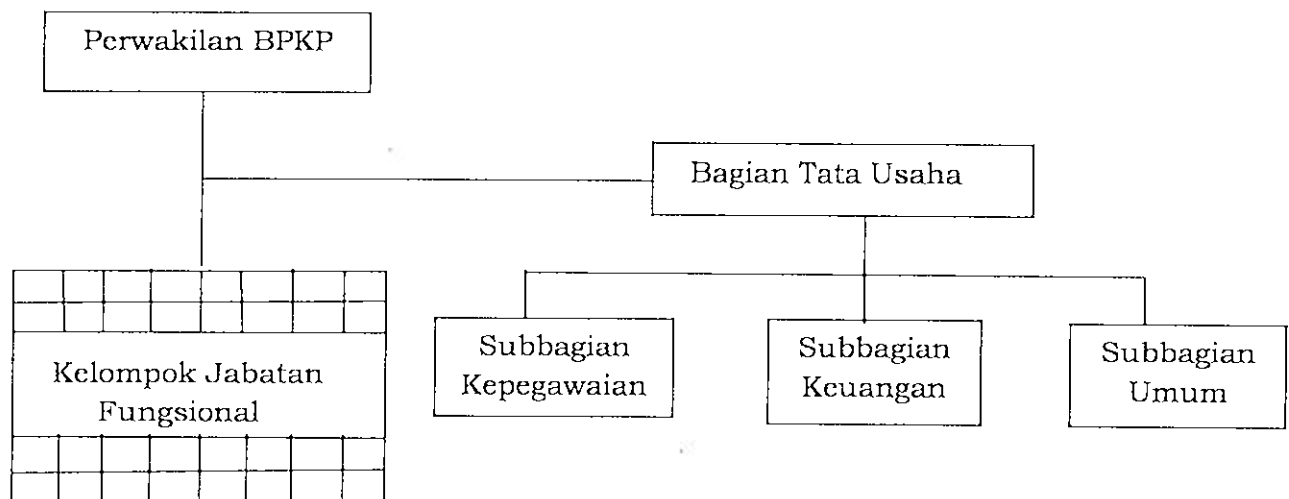 Perwakilan BPKP
Bagian Tata Usaha
Kelompok Jabatan
Fungsional
Subbagian
Kepegawaian
Subbagian
Keuangan
Subbagian
Umum